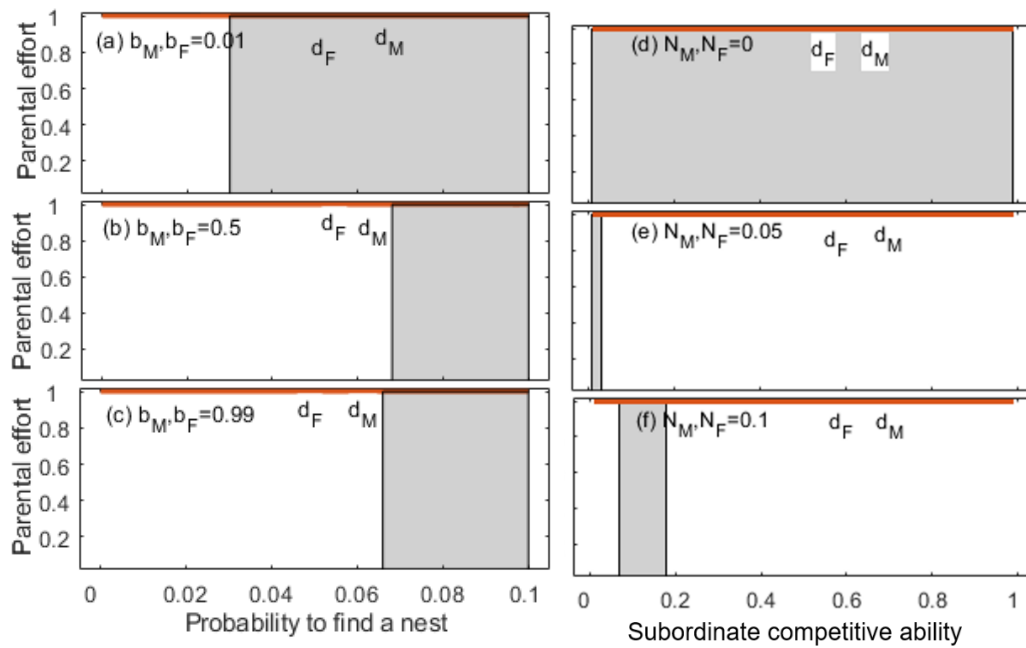 Parental effort
1
0.8
0.6
0.4
0.2
(a) bM,bF=0.01
dF
dM
Parental effort
1
0.8
0.6
0.4
0.2
(b) bM,bF=0.5
dF
dM
Parental effort
1
0.8
0.6
0.4
0.2
(c) bM,bF=0.99
dF
dM
0 0.02 0.04 0.06 0.08 0.1
Probability to find a nest
(d) NM,NF=0
dF
dM
(e) NM,NF=0.05
dF
dM
(f) NM,NF=0.1
dF
dM
0 0.2 0.4 0.6 0.8 1
Subordinate competitive ability